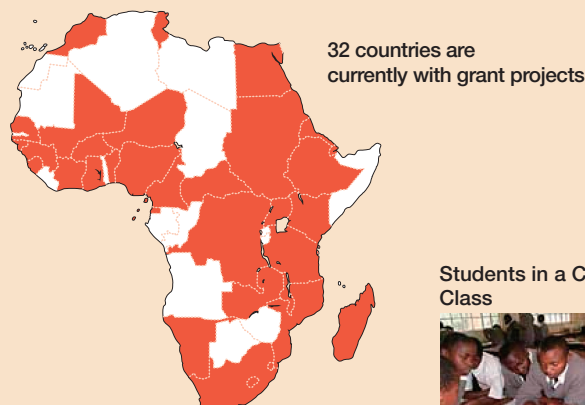 32 countries are
currently with grant projects
Students in a C
Class